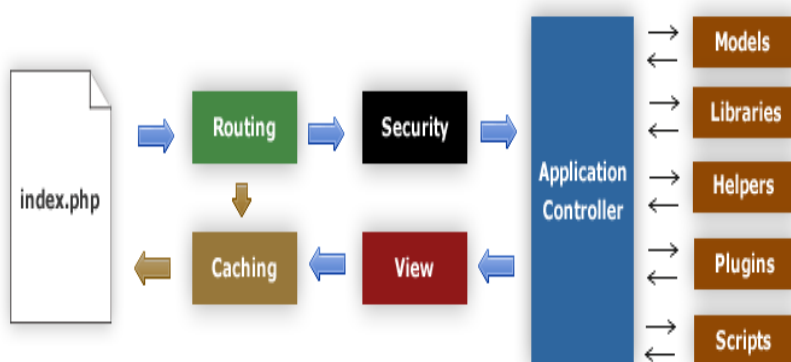 index.php
Routing
Security
Caching
View
Application
Controller
Models
Libraries
Helpers
Plugins
Scripts